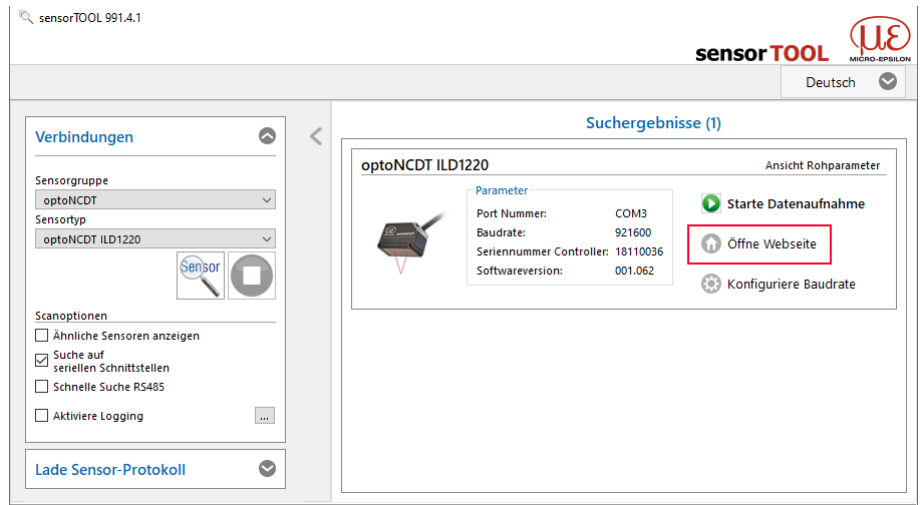 sensorTOOL 991.4.1
sensorTOOL
με
MICRO-EPSILON
Deutsch
Verbindungen
Sensorgruppe
optoNCDT
Sensortyp
optoNCDT ILD1220
Sensor
Scanoptionen
Ähnliche Sensoren anzeigen
Suche auf
seriellen Schnittstellen
Schnelle Suche RS485
Aktiviere Logging
...
Lade Sensor-Protokoll
Suchergebnisse (1)
optoNCDT ILD1220
Ansicht Rohparameter
Parameter
Port Nummer: COM3
Baudrate: 921600
Seriennummer Controller: 18110036
Softwareversion: 001.062
Starte Datenaufnahme
Öffne Webseite
Konfiguriere Baudrate